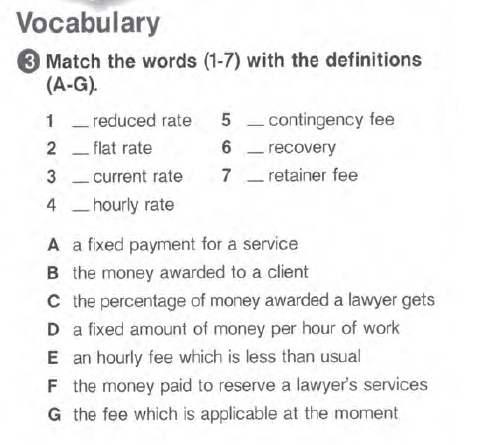 Vocabulary
3 Match the words (1-7) with the definitions
(A-G).
1 __ reduced rate 5 __ contingency fee
2 __ flat rate 6 __ recovery
3 __ current rate 7 __ retainer fee
4 __ hourly rate
A a fixed payment for a service
B the money awarded to a client
C the percentage of money awarded a lawyer gets
D a fixed amount of money per hour of work
E an hourly fee which is less than usual
F the money paid to reserve a lawyer's services
G the fee which is applicable at the moment